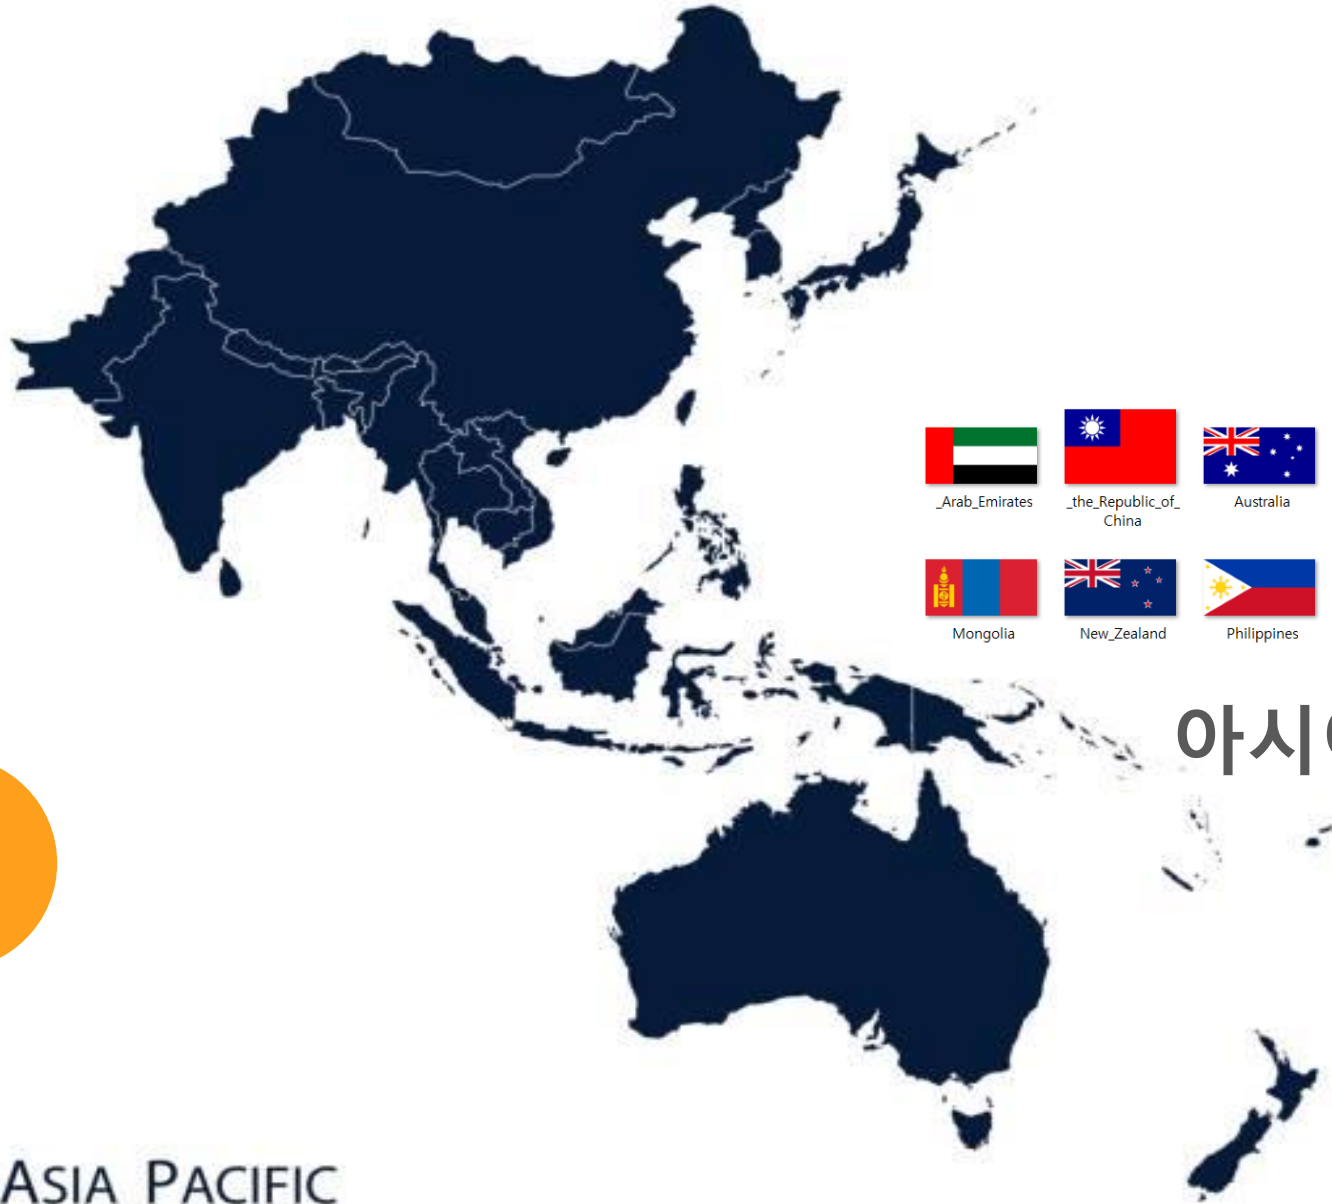 _Arab_Emirates
_the_Republic_of_
China
Australia
Mongolia
New_Zealand
Philippines
아시
ASIA PACIFIC